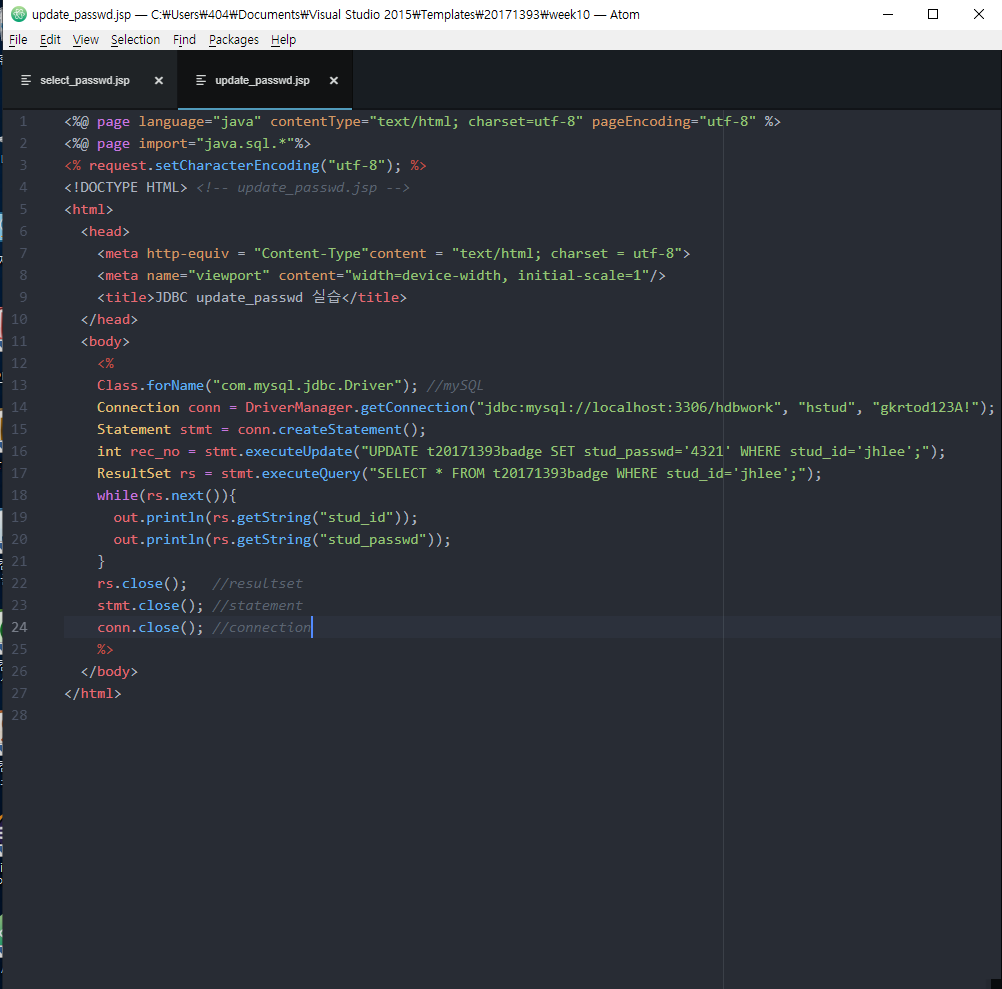 update_passwd.jsp — C:₩Users₩404₩Documents₩Visual Studio 2015₩Templates₩20171393₩week10 — Atom
File Edit View Selection Find Packages Help
select_passwd.jsp × update_passwd.jsp ×
1 <%@ page language="java" contentType="text/html; charset=utf-8" pageEncoding="utf-8" %>
2 <%@ page import="java.sql.*"%>
3 <% request.setCharacterEncoding("utf-8"); %>
4 <!DOCTYPE HTML> <!-- update_passwd.jsp -->
5 <html>
6 <head>
7 <meta http-equiv = "Content-Type"content = "text/html; charset = utf-8">
8 <meta name="viewport" content="width=device-width, initial-scale=1"/>
9 <title>JDBC update_passwd 실습</title>
10 </head>
11 <body>
12 <%
13 Class.forName("com.mysql.jdbc.Driver"); //mySQL
14 Connection conn = DriverManager.getConnection("jdbc:mysql://localhost:3306/hdbwork", "hstud", "gkrtod123A!");
15 Statement stmt = conn.createStatement();
16 int rec_no = stmt.executeUpdate("UPDATE t20171393badge SET stud_passwd='4321' WHERE stud_id='jhlee';");
17 ResultSet rs = stmt.executeQuery("SELECT * FROM t20171393badge WHERE stud_id='jhlee';");
18 while(rs.next()){
19 out.println(rs.getString("stud_id"));
20 out.println(rs.getString("stud_passwd"));
21 }
22 rs.close(); //resultset
23 stmt.close(); //statement
24 conn.close(); //connection
25 %>
26 </body>
27 </html>
28